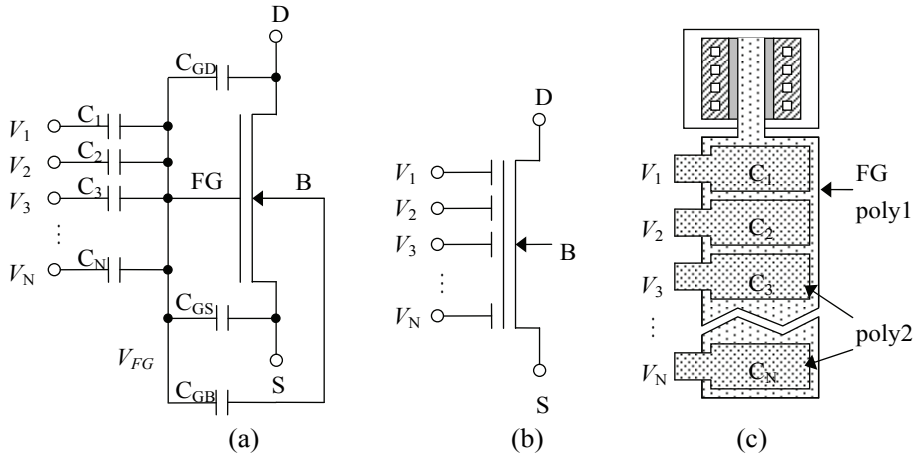 D
C_GD
V_1 C_1
V_2 C_2
V_3 C_3
⋮
V_N C_N
FG
B
C_GS
V_FG
S
C_GB
(a)
D
V_1
V_2
V_3
⋮
V_N
B
S
(b)
V_1 C_1
V_2 C_2
V_3 C_3
⋮
V_N C_N
FG
poly1
poly2
(c)